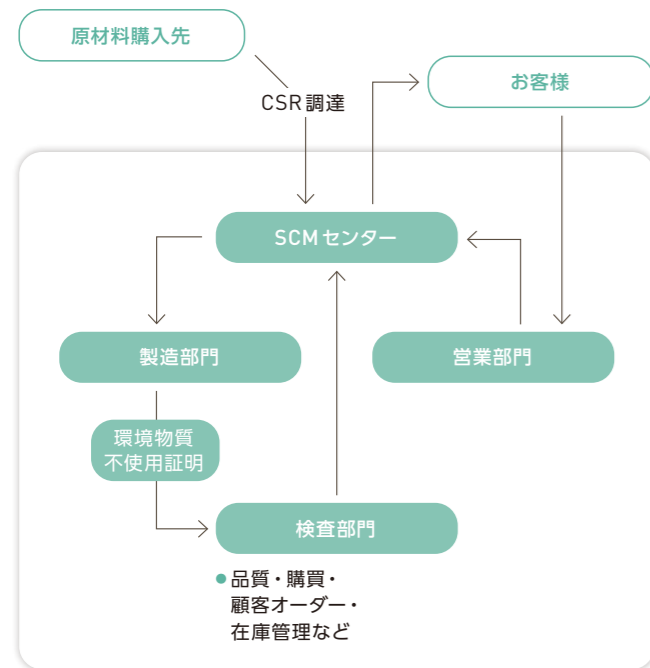 原材料購入先
お客様
CSR調達
SCMセンター
製造部門
営業部門
環境物質
不使用証明
検査部門
●品質・購買・
顧客オーダー・
在庫管理など